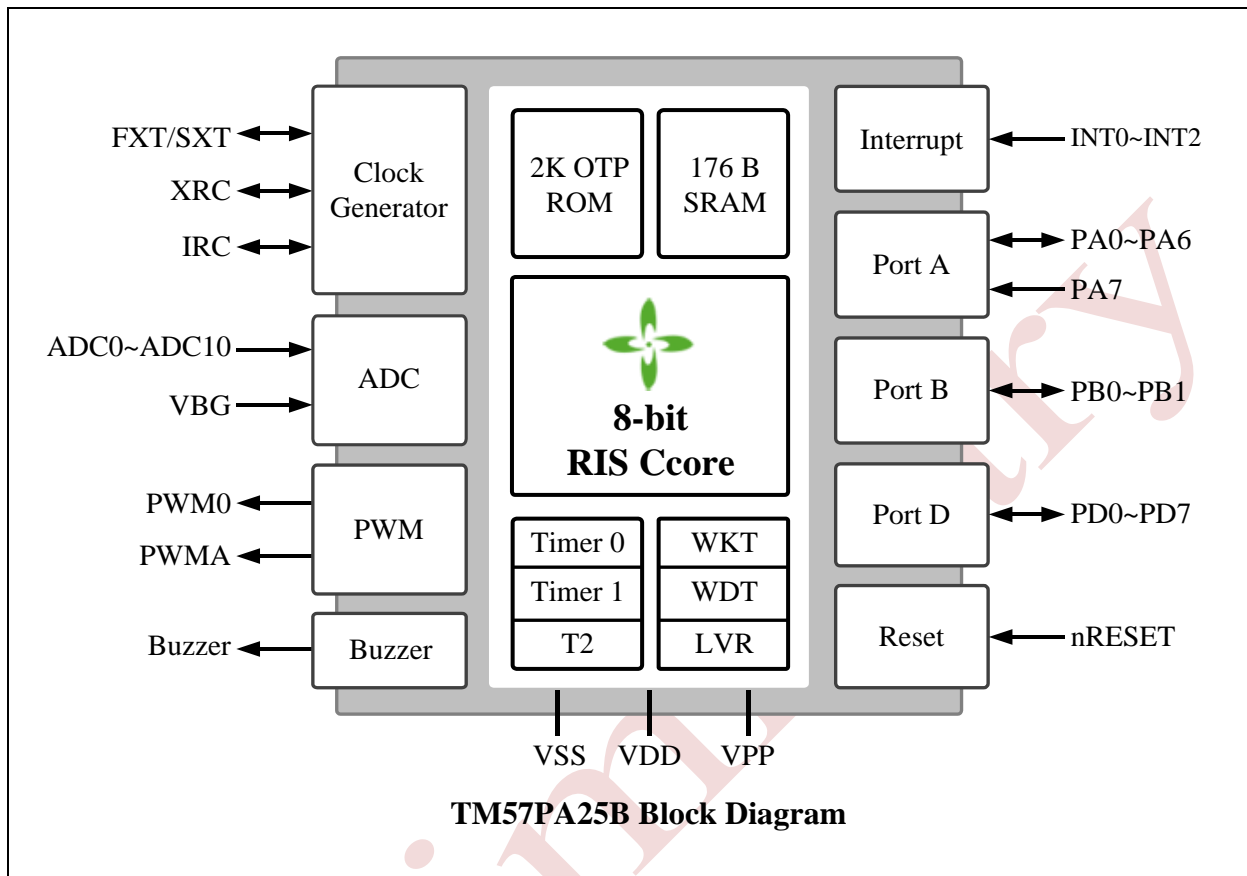 FXT/SXT
XRC
IRC
Clock
Generator
ADC0~ADC10
VBG
ADC
PWM0
PWMA
PWM
Buzzer
Buzzer
2K OTP
ROM
176 B
SRAM
8-bit
RIS Ccore
Timer 0
Timer 1
T2
WKT
WDT
LVR
Interrupt
INT0~INT2
Port A
PA0~PA6
PA7
Port B
PB0~PB1
Port D
PD0~PD7
Reset
nRESET
VSS
VDD
VPP
TM57PA25B Block Diagram